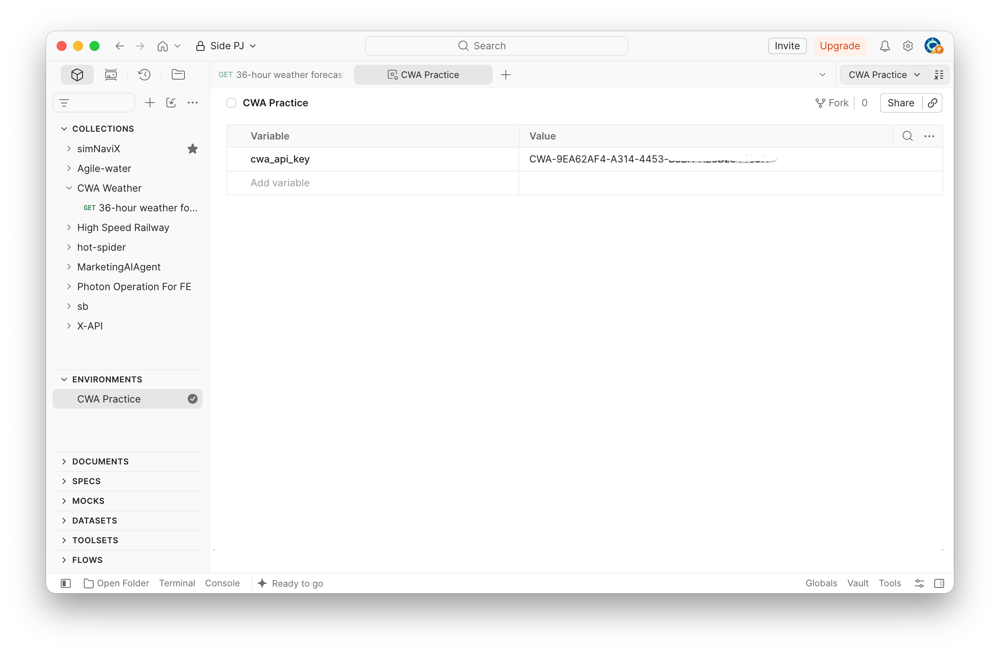 Side PJ
Search
Invite
Upgrade
GET 36-hour weather forecas
CWA Practice
CWA Practice
CWA Practice
Fork
0
Share
COLLECTIONS
simNaviX
Agile-water
CWA Weather
GET 36-hour weather fo...
High Speed Railway
hot-spider
MarketingAIAgent
Photon Operation For FE
sb
X-API
ENVIRONMENTS
CWA Practice
DOCUMENTS
SPECS
MOCKS
DATASETS
TOOLSETS
FLOWS
Variable
Value
cwa_api_key
CWA-9EA62AF4-A314-4453-
Add variable
Open Folder
Terminal
Console
Ready to go
Globals
Vault
Tools